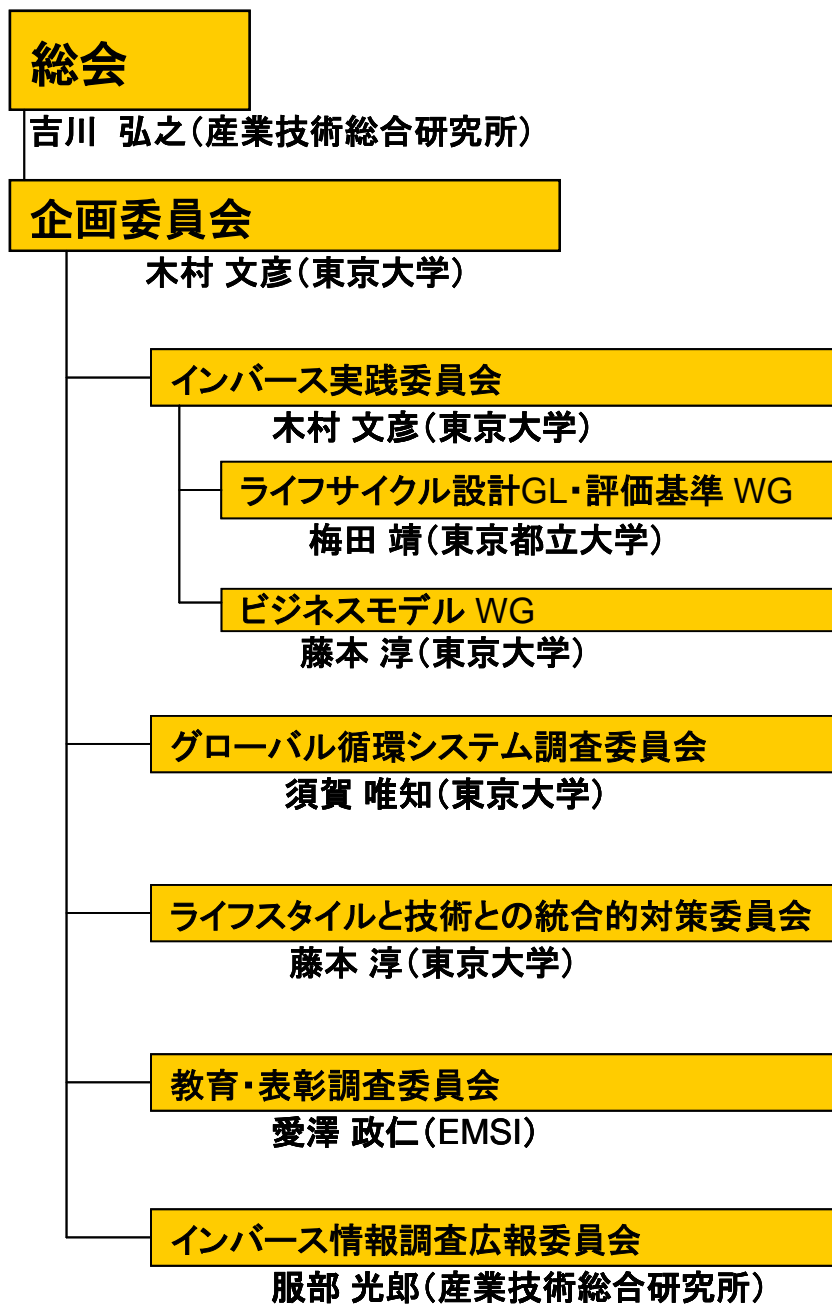 総会
吉川 弘之（産業技術総合研究所）
企画委員会
木村 文彦（東京大学）
インバース実践委員会
木村 文彦（東京大学）
ライフサイクル設計GL・評価基準 WG
梅田 靖（東京都立大学）
ビジネスモデル WG
藤本 淳（東京大学）
グローバル循環システム調査委員会
須賀 唯知（東京大学）
ライフスタイルと技術との統合的対策委員会
藤本 淳（東京大学）
教育・表彰調査委員会
愛澤 政仁（EMSI）
インバース情報調査広報委員会
服部 光郎（産業技術総合研究所）